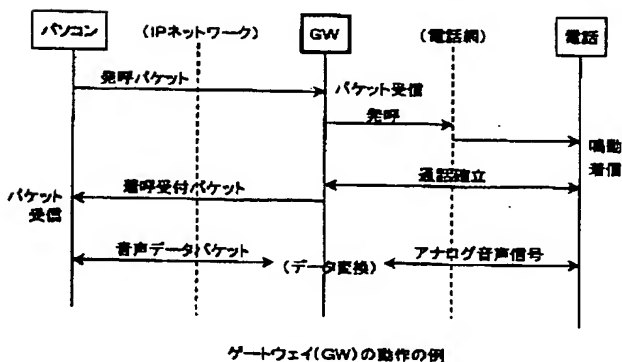 パソコン (IPネットワーク) GW (電話網) 電話
発呼パケット
パケット受信
発呼
鳴動
着信
通話確立
着呼受付パケット
パケット
受信
音声データパケット
(データ変換)
アナログ音声信号
ゲートウェイ(GW)の動作の例